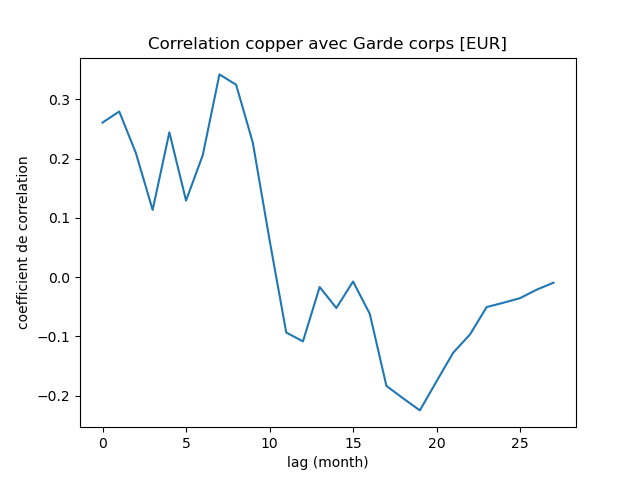 Correlation copper avec Garde corps [EUR]
0.3
0.2
0.1
0.0
−0.1
−0.2
coefficient de correlation
0 5 10 15 20 25
lag (month)